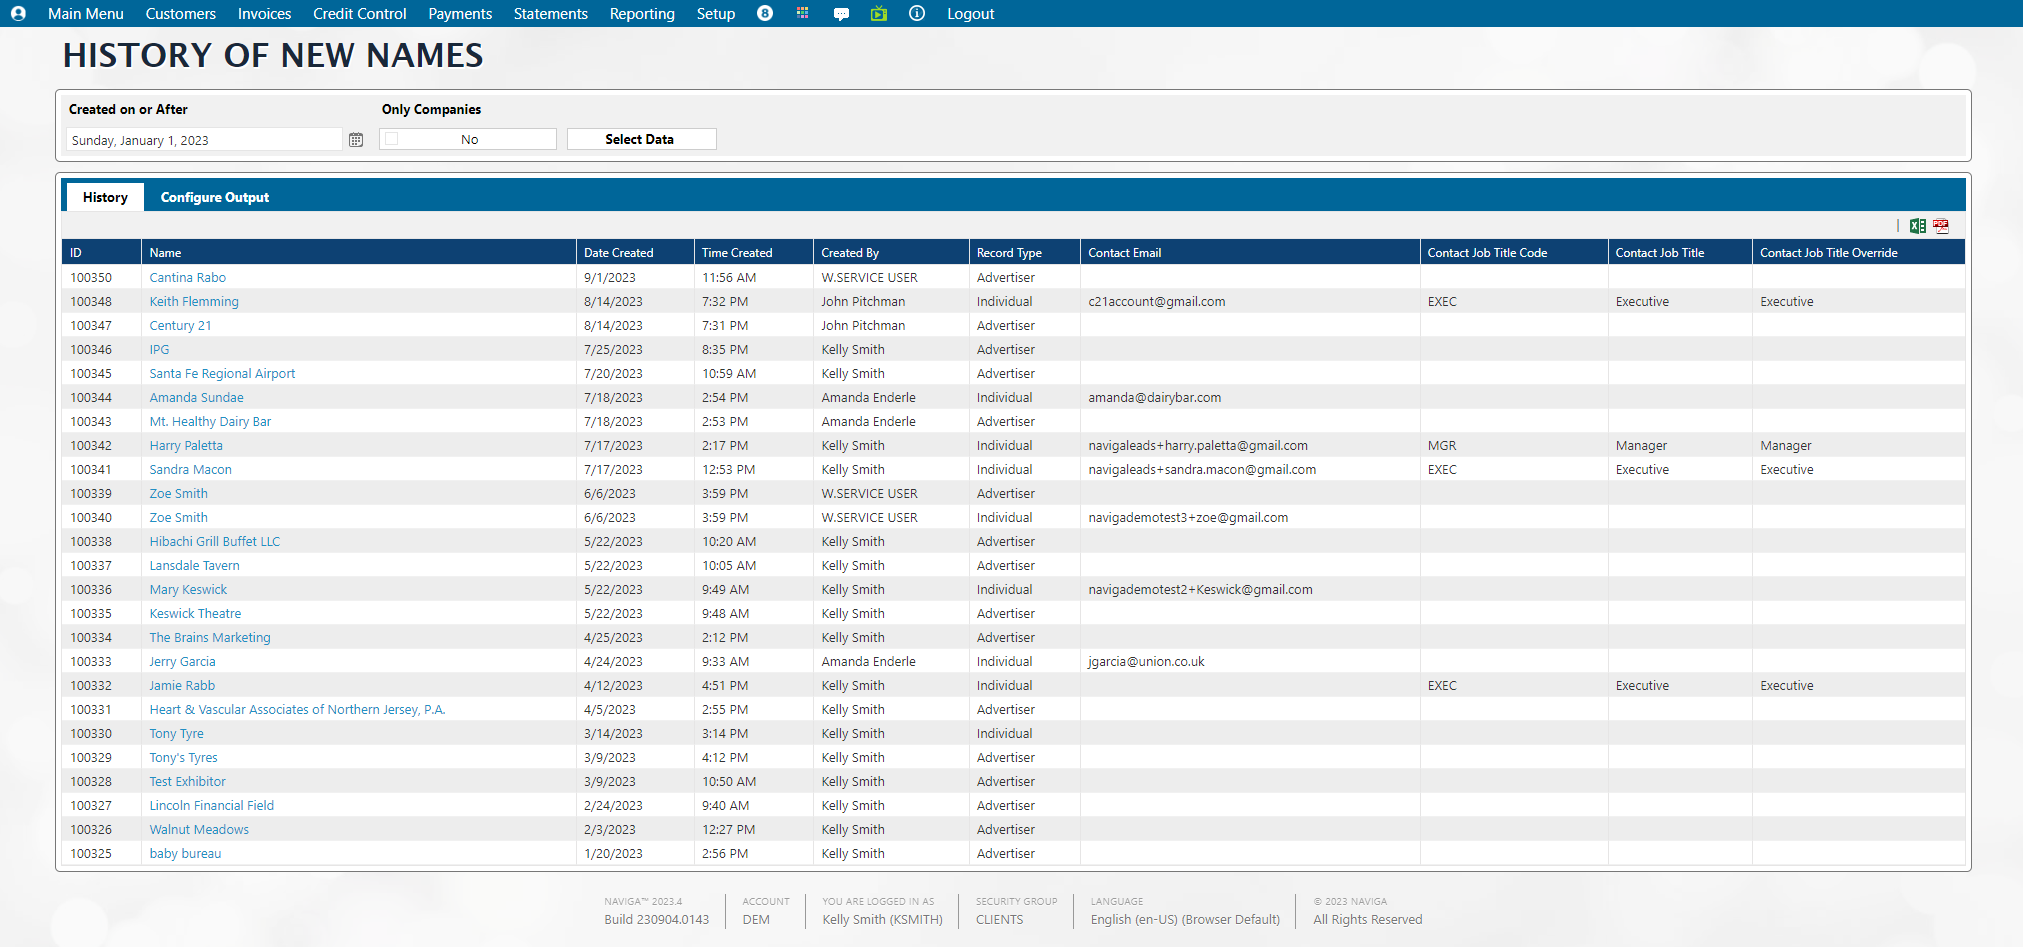 Main Menu Customers Invoices Credit Control Payments Statements Reporting Setup 8 Logout
HISTORY OF NEW NAMES
Created on or After Only Companies
Sunday, January 1, 2023 No Select Data
History Configure Output
ID Name Date Created Time Created Created By Record Type Contact Email Contact Job Title Code Contact Job Title Contact Job Title Override
100350 Cantina Rabo 9/1/2023 11:56 AM W.SERVICE USER Advertiser
100348 Keith Flemming 8/14/2023 7:32 PM John Pitchman Individual c21account@gmail.com EXEC Executive Executive
100347 Century 21 8/14/2023 7:31 PM John Pitchman Advertiser
100346 IPG 7/25/2023 8:35 PM Kelly Smith Advertiser
100345 Santa Fe Regional Airport 7/20/2023 10:59 AM Kelly Smith Advertiser
100344 Amanda Sundae 7/18/2023 2:54 PM Amanda Enderle Individual amanda@dairybar.com
100343 Mt. Healthy Dairy Bar 7/18/2023 2:53 PM Amanda Enderle Advertiser
100342 Harry Paletta 7/17/2023 2:17 PM Kelly Smith Individual navigaleads+harry.paletta@gmail.com MGR Manager Manager
100341 Sandra Macon 7/17/2023 12:53 PM Kelly Smith Individual navigaleads+sandra.macon@gmail.com EXEC Executive Executive
100339 Zoe Smith 6/6/2023 3:59 PM W.SERVICE USER Advertiser
100340 Zoe Smith 6/6/2023 3:59 PM W.SERVICE USER Individual navigademotest3+zoe@gmail.com
100338 Hibachi Grill Buffet LLC 5/22/2023 10:20 AM Kelly Smith Advertiser
100337 Lansdale Tavern 5/22/2023 10:05 AM Kelly Smith Advertiser
100336 Mary Keswick 5/22/2023 9:49 AM Kelly Smith Individual navigademotest2+Keswick@gmail.com
100335 Keswick Theatre 5/22/2023 9:48 AM Kelly Smith Advertiser
100334 The Brains Marketing 4/25/2023 2:12 PM Kelly Smith Advertiser
100333 Jerry Garcia 4/24/2023 9:33 AM Amanda Enderle Individual jgarcia@union.co.uk
100332 Jamie Rabb 4/12/2023 4:51 PM Kelly Smith Individual EXEC Executive Executive
100331 Heart & Vascular Associates of Northern Jersey, P.A. 4/5/2023 2:55 PM Kelly Smith Advertiser
100330 Tony Tyre 3/14/2023 3:14 PM Kelly Smith Individual
100329 Tony's Tyres 3/9/2023 4:12 PM Kelly Smith Advertiser
100328 Test Exhibitor 3/9/2023 10:50 AM Kelly Smith Advertiser
100327 Lincoln Financial Field 2/24/2023 9:40 AM Kelly Smith Advertiser
100326 Walnut Meadows 2/3/2023 12:27 PM Kelly Smith Advertiser
100325 baby bureau 1/20/2023 2:56 PM Kelly Smith Advertiser
NAVIGA™ 2023.4 ACCOUNT YOU ARE LOGGED IN AS SECURITY GROUP LANGUAGE © 2023 NAVIGA
Build 230904.0143 DEM Kelly Smith (KSMITH) CLIENTS English (en-US) (Browser Default) All Rights Reserved